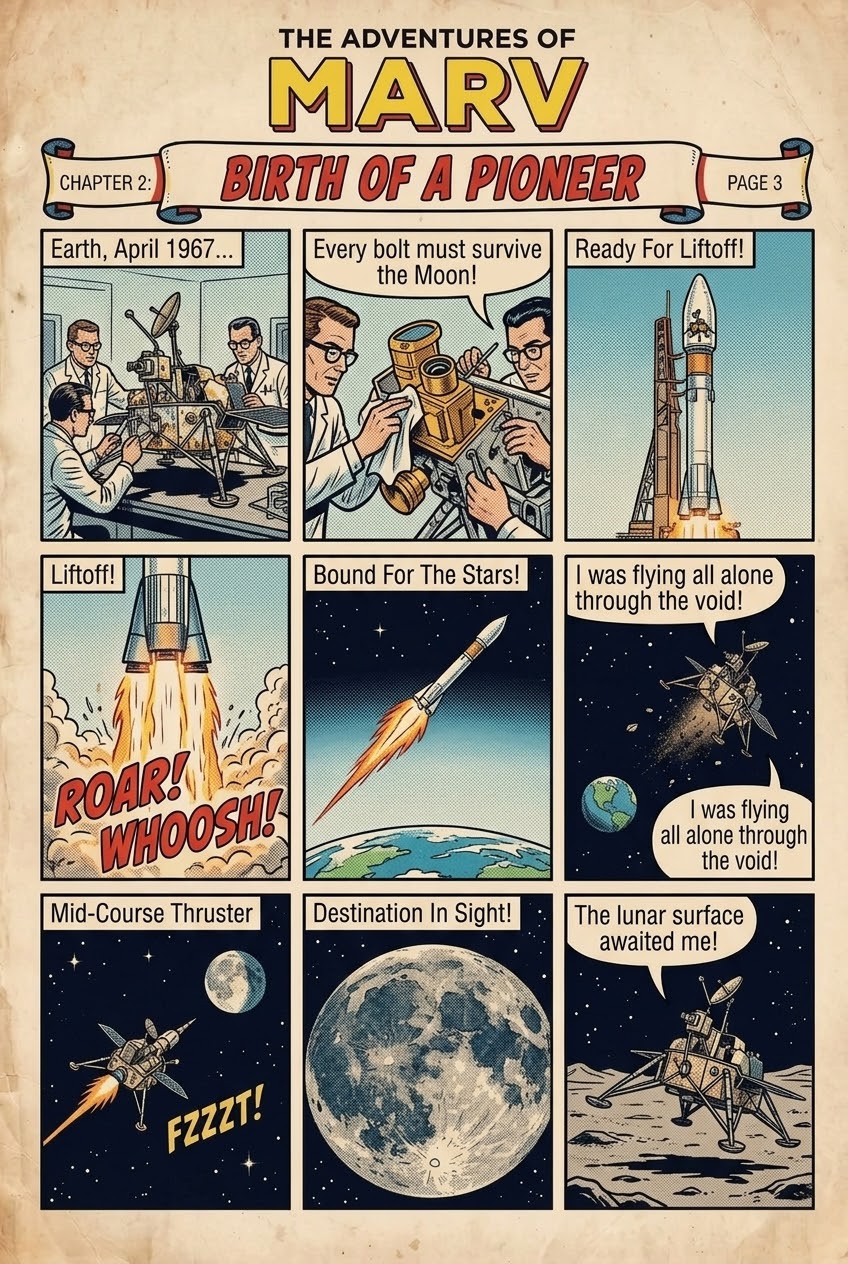 THE ADVENTURES OF
MARV
CHAPTER 2:
BIRTH OF A PIONEER
PAGE 3
Earth, April 1967...
Every bolt must survive
the Moon!
Ready For Liftoff!
Liftoff!
ROAR!
WHOOSH!
Bound For The Stars!
I was flying all alone
through the void!
I was flying
all alone through
the void!
Mid-Course Thruster
FZZZT!
Destination In Sight!
The lunar surface
awaited me!